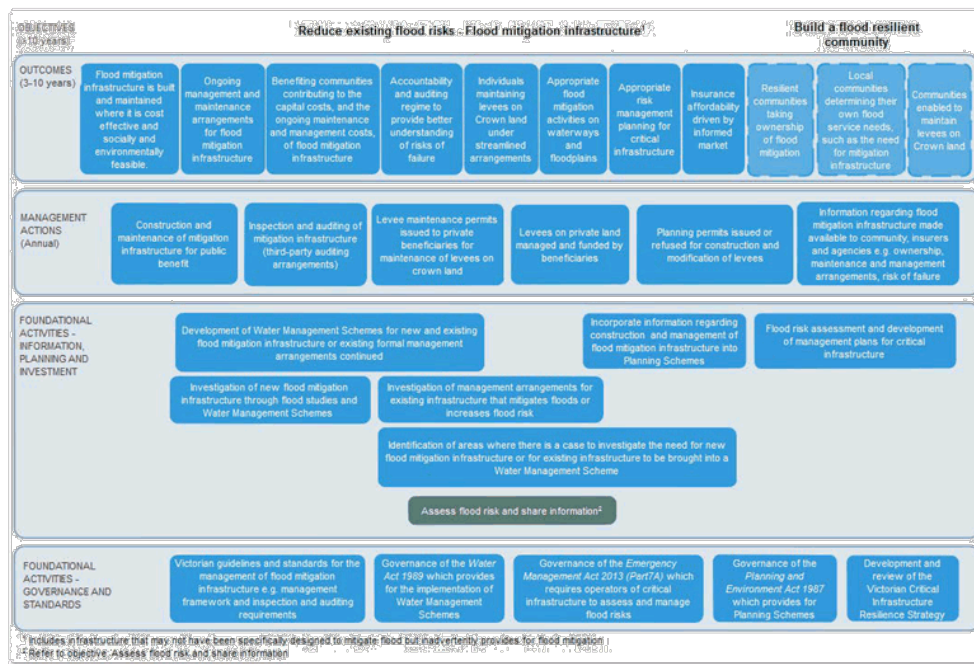 OBJECTIVES
(>10 years)
Reduce existing flood risks - Flood mitigation infrastructure¹
Build a flood resilient
community
OUTCOMES
(3-10 years)
Flood mitigation
infrastructure is built
and maintained
where it is cost
effective and
socially and
environmentally
feasible.
Ongoing
management and
maintenance
arrangements
for flood
mitigation
infrastructure
Benefiting communities
contributing to the
capital costs, and the
ongoing maintenance
and management costs,
of flood mitigation
infrastructure
Accountability
and auditing
regime to
provide better
understanding
of risks of
failure
Individuals
maintaining
levees on
Crown land
under
streamlined
arrangements
Appropriate
flood
mitigation
activities on
waterways
and
floodplains
Appropriate
risk
management
planning for
critical
infrastructure
Insurance
affordability
driven by
informed
market
Resilient
communities
taking
ownership
of flood
mitigation
Local
communities
determining their
own flood
service needs,
such as the need
for mitigation
infrastructure
Communities
enabled to
maintain
levees on
Crown land
MANAGEMENT
ACTIONS
(Annual)
Construction and
maintenance of mitigation
infrastructure for public
benefit
Inspection and auditing
of mitigation infrastructure
(third-party auditing
arrangements)
Levee maintenance permits
issued to private
beneficiaries for
maintenance of levees on
crown land
Levees on private land
managed and funded by
beneficiaries
Planning permits issued or
refused for construction and
modification of levees
Information regarding flood
mitigation infrastructure made
available to community, insurers
and agencies e.g. ownership,
maintenance and management
arrangements, risk of failure
FOUNDATIONAL
ACTIVITIES -
INFORMATION,
PLANNING AND
INVESTMENT
Development of Water Management Schemes for new and existing
flood mitigation infrastructure or existing formal management
arrangements continued
Incorporate information regarding
construction and management of
flood mitigation infrastructure into
Planning Schemes
Flood risk assessment and development
of management plans for critical
infrastructure
Investigation of new flood mitigation
infrastructure through flood studies and
Water Management Schemes
Investigation of management arrangements for
existing infrastructure that mitigates floods or
increases flood risk
Identification of areas where there is a case to investigate the need for new
flood mitigation infrastructure or for existing infrastructure to be brought into a
Water Management Scheme
Assess flood risk and share information²
FOUNDATIONAL
ACTIVITIES -
GOVERNANCE AND
STANDARDS
Victorian guidelines and standards for the
management of flood mitigation
infrastructure e.g. management
framework and inspection and auditing
requirements
Governance of the Water
Act 1989 which provides
for the implementation of
Water Management
Schemes
Governance of the Emergency
Management Act 2013 (Part7A) which
requires operators of critical
infrastructure to assess and manage
flood risks
Governance of the
Planning and
Environment Act 1987
which provides for
Planning Schemes
Development and
review of the
Victorian Critical
Infrastructure
Resilience Strategy
¹ Includes infrastructure that may not have been specifically designed to mitigate flood but inadvertently provides for flood mitigation
² Refer to objective: Assess flood risk and share information